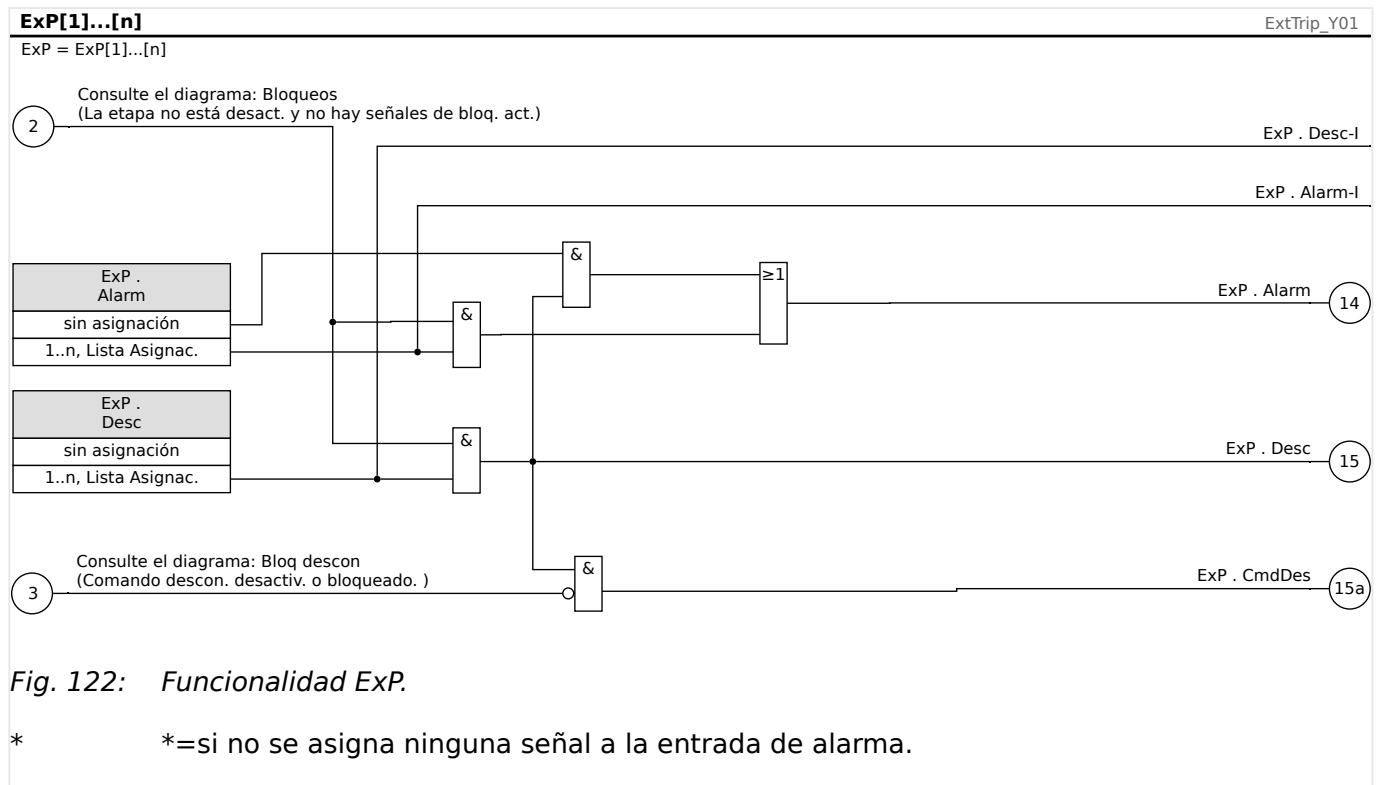 ExP[1]...[n]
ExtTrip_Y01
ExP = ExP[1]...[n]
Consulte el diagrama: Bloqueos
(La etapa no está desact. y no hay señales de bloq. act.)
2
ExP . Desc-I
ExP . Alarm-I
&
ExP .
Alarm
sin asignación
1..n, Lista Asignac.
≥1
&
ExP . Alarm
14
ExP .
Desc
sin asignación
1..n, Lista Asignac.
&
ExP . Desc
15
Consulte el diagrama: Bloq descon
(Comando descon. desactiv. o bloqueado. )
3
&
ExP . CmdDes
15a
Fig. 122: Funcionalidad ExP.
* *=si no se asigna ninguna señal a la entrada de alarma.